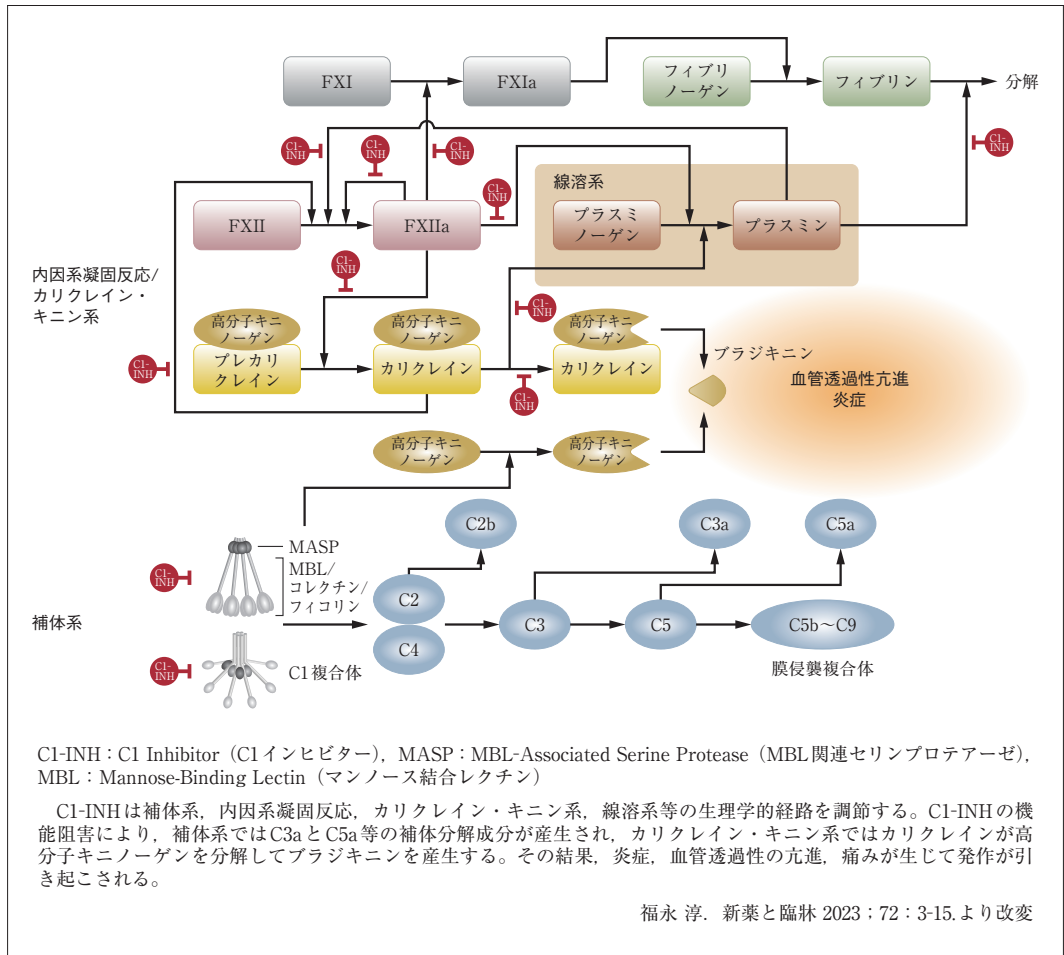 FXI
FXIa
フィブリ
ノーゲン
フィブリン
分解
C1-
INH
C1-
INH
C1-
INH
C1-
INH
線溶系
C1-
INH
FXII
FXIIa
プラスミ
ノーゲン
プラスミン
内因系凝固反応/
カリクレイン・
キニン系
C1-
INH
高分子キニ
ノーゲン
プレカリ
クレイン
高分子キニ
ノーゲン
カリクレイン
C1-
INH
高分子キニ
ノーゲン
カリクレイン
ブラジキニン
血管透過性亢進
炎症
C1-
INH
C1-
INH
高分子キニ
ノーゲン
高分子キニ
ノーゲン
C2b
C3a
C5a
C1-
INH
MASP
MBL/
コレクチン/
フィコリン
C2
C4
C3
C5
C5b～C9
膜侵襲複合体
補体系
C1-
INH
C1複合体
C1-INH：C1 Inhibitor（C1インヒビター），MASP：MBL-Associated Serine Protease（MBL関連セリンプロテアーゼ），
MBL：Mannose-Binding Lectin（マンノース結合レクチン）
C1-INHは補体系，内因系凝固反応，カリクレイン・キニン系，線溶系等の生理学的経路を調節する。C1-INHの機
能阻害により，補体系ではC3aとC5a等の補体分解成分が産生され，カリクレイン・キニン系ではカリクレインが高
分子キニノーゲンを分解してブラジキニンを産生する。その結果，炎症，血管透過性の亢進，痛みが生じて発作が引
き起こされる。
福永 淳．新薬と臨牀 2023；72：3-15.より改変